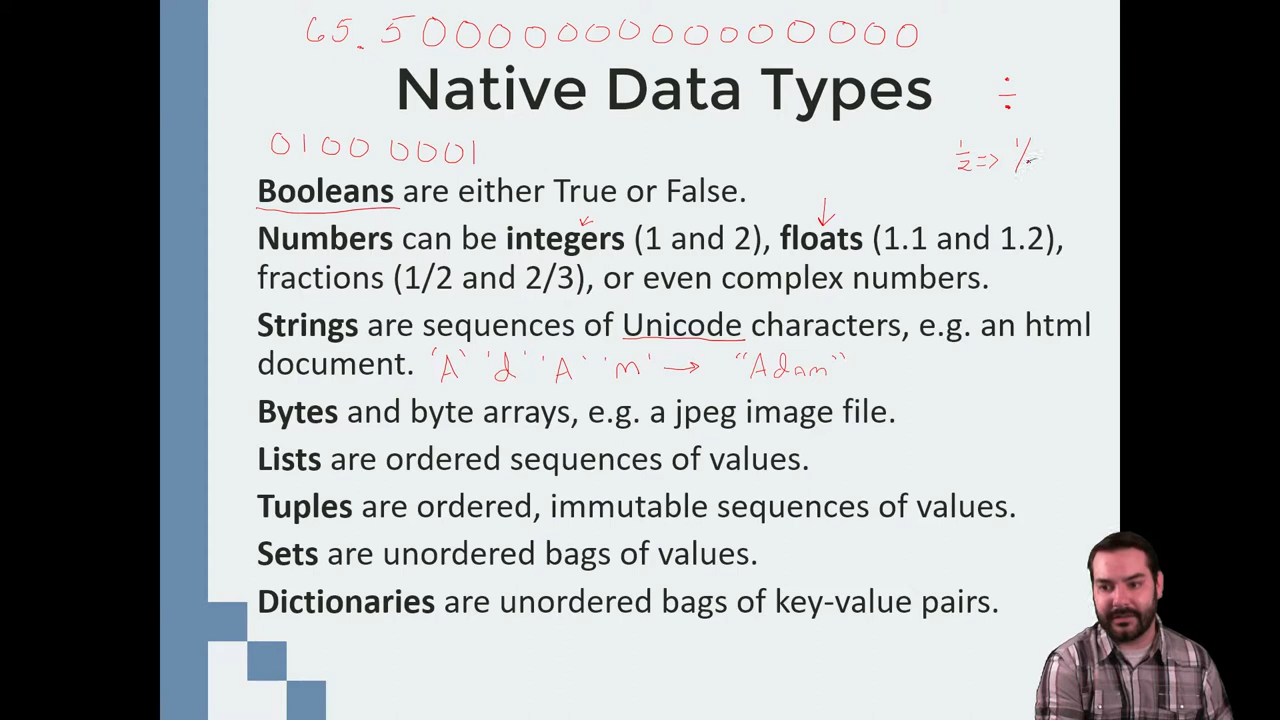 65.500000000000000
Native Data Types
÷
0100 0001
1/2 => 1/
Booleans are either True or False.
Numbers can be integers (1 and 2), floats (1.1 and 1.2),
fractions (1/2 and 2/3), or even complex numbers.
Strings are sequences of Unicode characters, e.g. an html
document. 'A' 'd' 'A' 'm' → "Adam"
Bytes and byte arrays, e.g. a jpeg image file.
Lists are ordered sequences of values.
Tuples are ordered, immutable sequences of values.
Sets are unordered bags of values.
Dictionaries are unordered bags of key-value pairs.